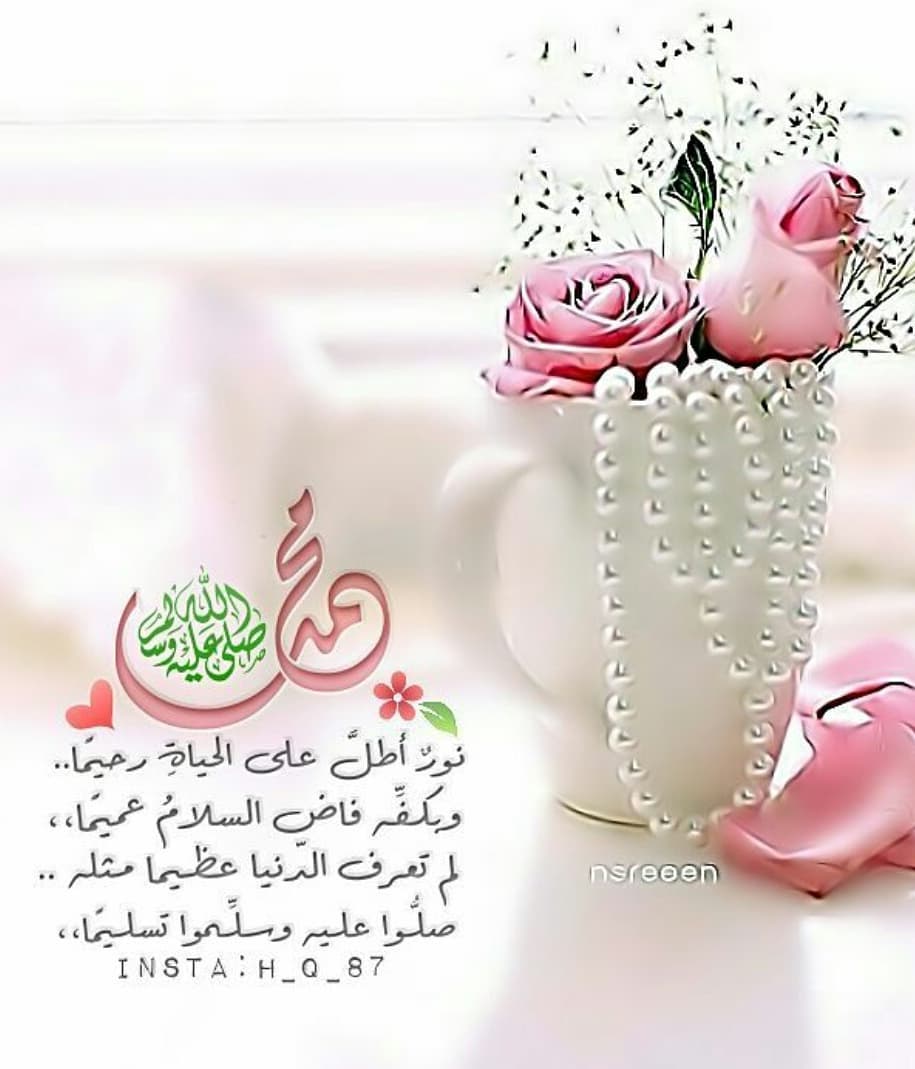 محمد
صلى الله عليه وسلم
نورٌ أطلَّ على الحياةِ رحيمًا..
وبكفِّه فاض السلامُ عميمًا،،
لم تعرف الدّنيا عظيما مثله ..
صلُّوا عليه وسلِّموا تسليمًا،،
INSTA:H_Q_87
nsreeen